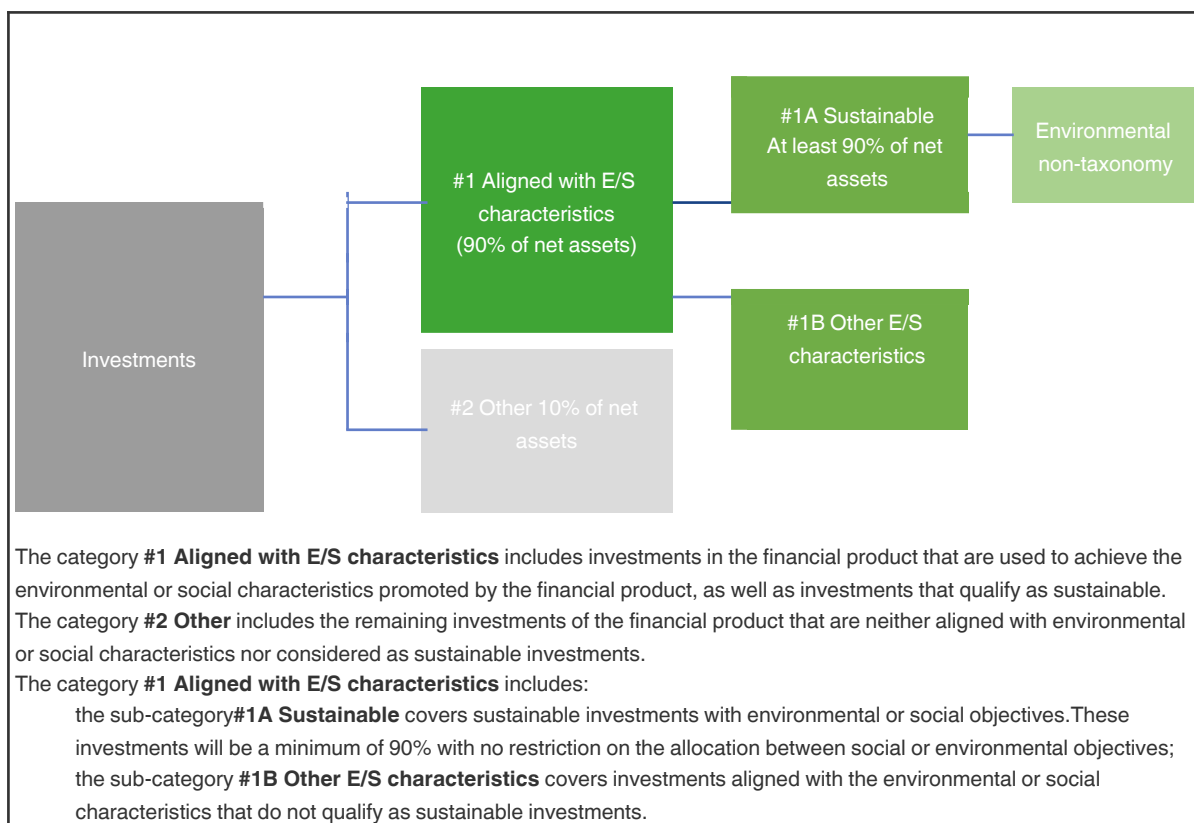 #1A Sustainable
At least 90% of net
assets
Environmental
non-taxonomy
#1 Aligned with E/S
characteristics
(90% of net assets)
#1B Other E/S
characteristics
Investments
#2 Other 10% of net
assets
The category #1 Aligned with E/S characteristics includes investments in the financial product that are used to achieve the
environmental or social characteristics promoted by the financial product, as well as investments that qualify as sustainable.
The category #2 Other includes the remaining investments of the financial product that are neither aligned with environmental
or social characteristics nor considered as sustainable investments.
The category #1 Aligned with E/S characteristics includes:
the sub-category#1A Sustainable covers sustainable investments with environmental or social objectives.These
investments will be a minimum of 90% with no restriction on the allocation between social or environmental objectives;
the sub-category #1B Other E/S characteristics covers investments aligned with the environmental or social
characteristics that do not qualify as sustainable investments.